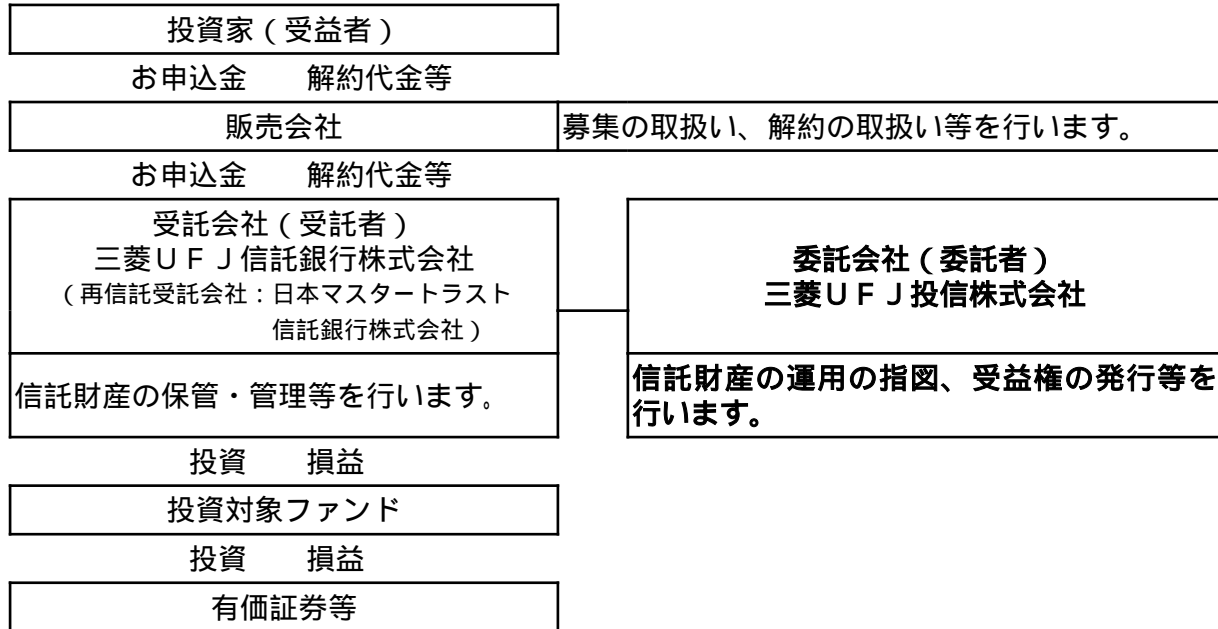 投資家（受益者）
お申込金　　解約代金等
販売会社
募集の取扱い、解約の取扱い等を行います。
お申込金　　解約代金等
受託会社（受託者）
三菱ＵＦＪ信託銀行株式会社
（再信託受託会社：日本マスタートラスト
信託銀行株式会社）
委託会社（委託者）
三菱ＵＦＪ投信株式会社
信託財産の保管・管理等を行います。
信託財産の運用の指図、受益権の発行等を
行います。
投資　　損益
投資対象ファンド
投資　　損益
有価証券等